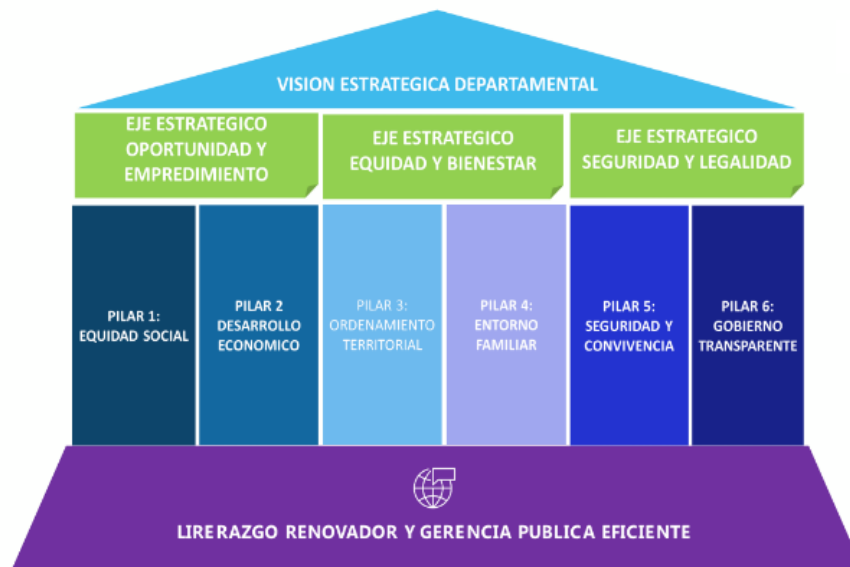 VISION ESTRATEGICA DEPARTAMENTAL
EJE ESTRATEGICO
OPORTUNIDAD Y
EMPREDIMIENTO
EJE ESTRATEGICO
EQUIDAD Y BIENESTAR
EJE ESTRATEGICO
SEGURIDAD Y LEGALIDAD
PILAR 1:
EQUIDAD SOCIAL
PILAR 2
DESARROLLO
ECONOMICO
PILAR 3:
ORDENAMIENTO
TERRITORIAL
PILAR 4:
ENTORNO
FAMILIAR
PILAR 5:
SEGURIDAD Y
CONVIVENCIA
PILAR 6:
GOBIERNO
TRANSPARENTE
LIRERAZGO RENOVADOR Y GERENCIA PUBLICA EFICIENTE